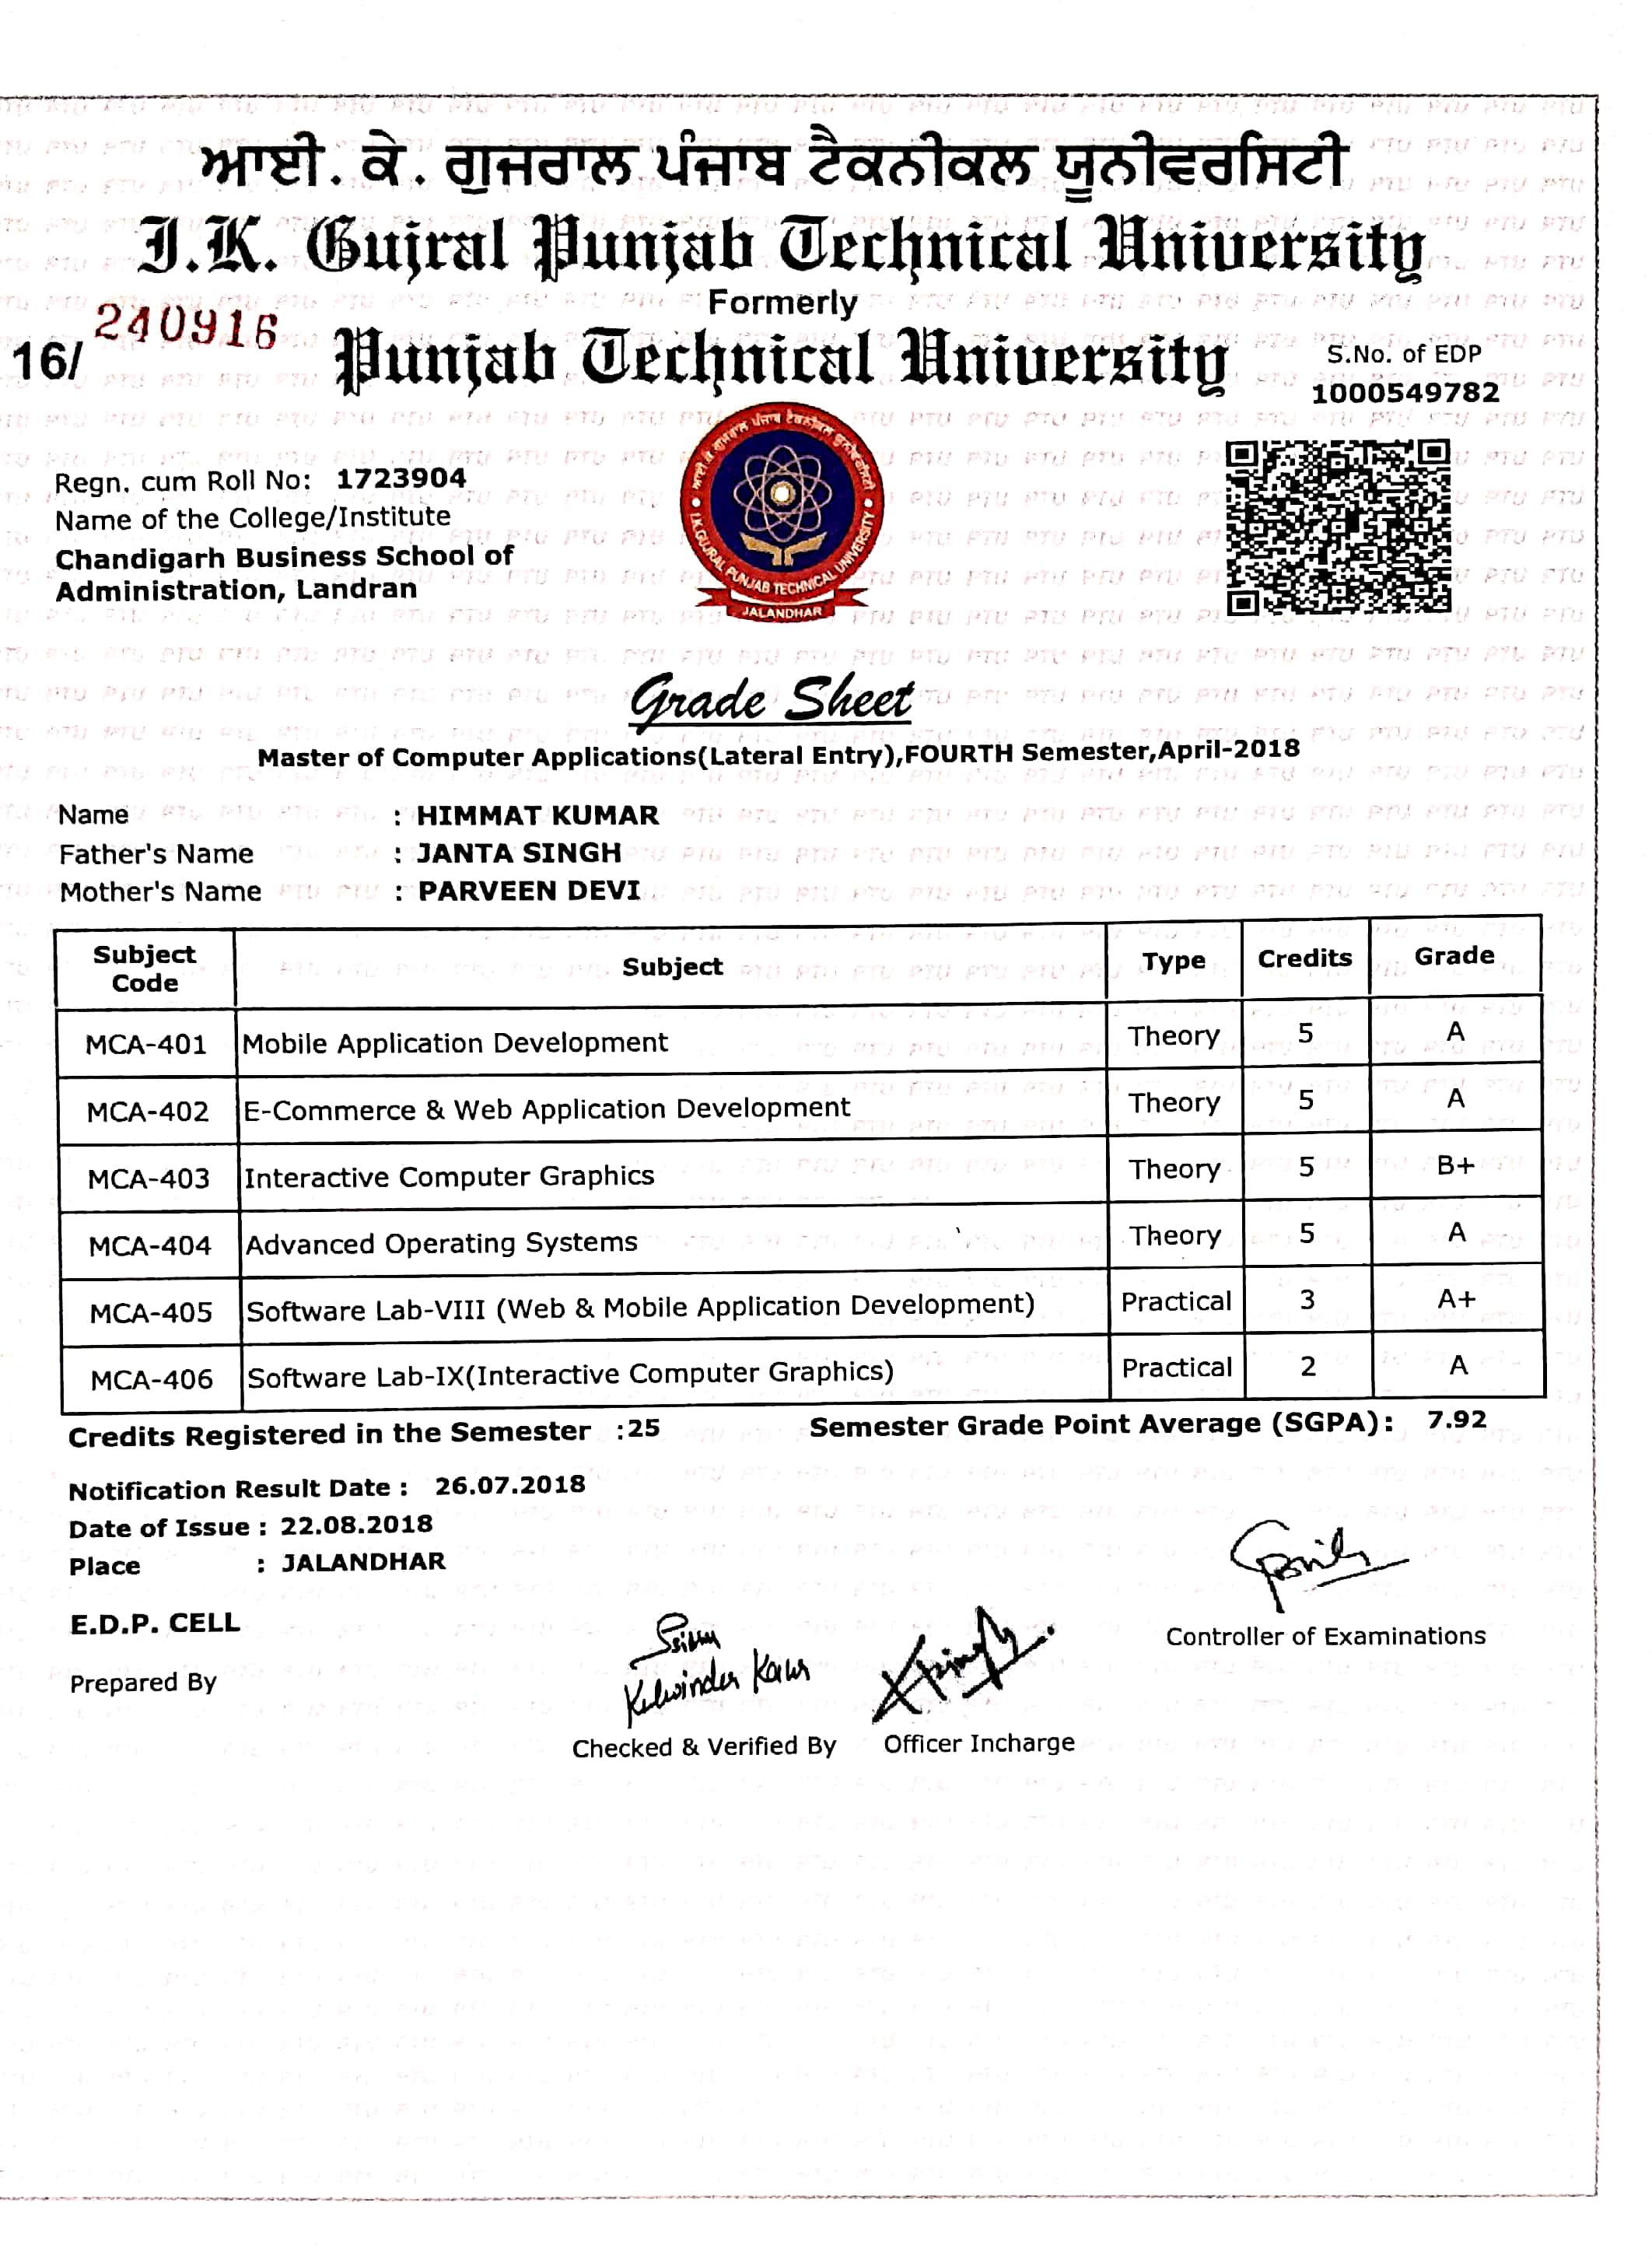 ਆਈ. ਕੇ. ਗੁਜਰਾਲ ਪੰਜਾਬ ਟੈਕਨੀਕਲ ਯੂਨੀਵਰਸਿਟੀ
I.K. Gujral Punjab Technical University
Formerly
16/ 240916 Punjab Technical University
S.No. of EDP
1000549782
Regn. cum Roll No: 1723904
Name of the College/Institute
Chandigarh Business School of
Administration, Landran
I.K.GUJRAL PUNJAB TECHNICAL UNIVERSITY
JALANDHAR
Grade Sheet
Master of Computer Applications(Lateral Entry),FOURTH Semester,April-2018
Name : HIMMAT KUMAR
Father's Name : JANTA SINGH
Mother's Name : PARVEEN DEVI
Subject Code Subject Type Credits Grade
MCA-401 Mobile Application Development Theory 5 A
MCA-402 E-Commerce & Web Application Development Theory 5 A
MCA-403 Interactive Computer Graphics Theory 5 B+
MCA-404 Advanced Operating Systems Theory 5 A
MCA-405 Software Lab-VIII (Web & Mobile Application Development) Practical 3 A+
MCA-406 Software Lab-IX(Interactive Computer Graphics) Practical 2 A
Credits Registered in the Semester :25 Semester Grade Point Average (SGPA): 7.92
Notification Result Date : 26.07.2018
Date of Issue : 22.08.2018
Place : JALANDHAR
E.D.P. CELL
Controller of Examinations
Prepared By
Kulwinder Kaur
Checked & Verified By Officer Incharge